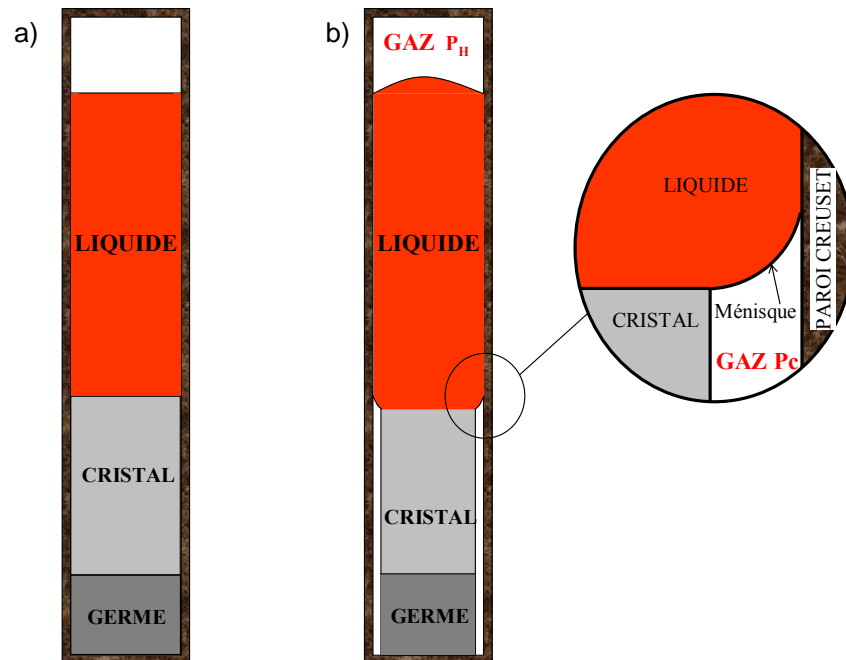 a)
LIQUIDE
CRISTAL
GERME
b)
GAZ P_H
LIQUIDE
CRISTAL
GERME
LIQUIDE
CRISTAL
Ménisque
GAZ Pc
PAROI CREUSET